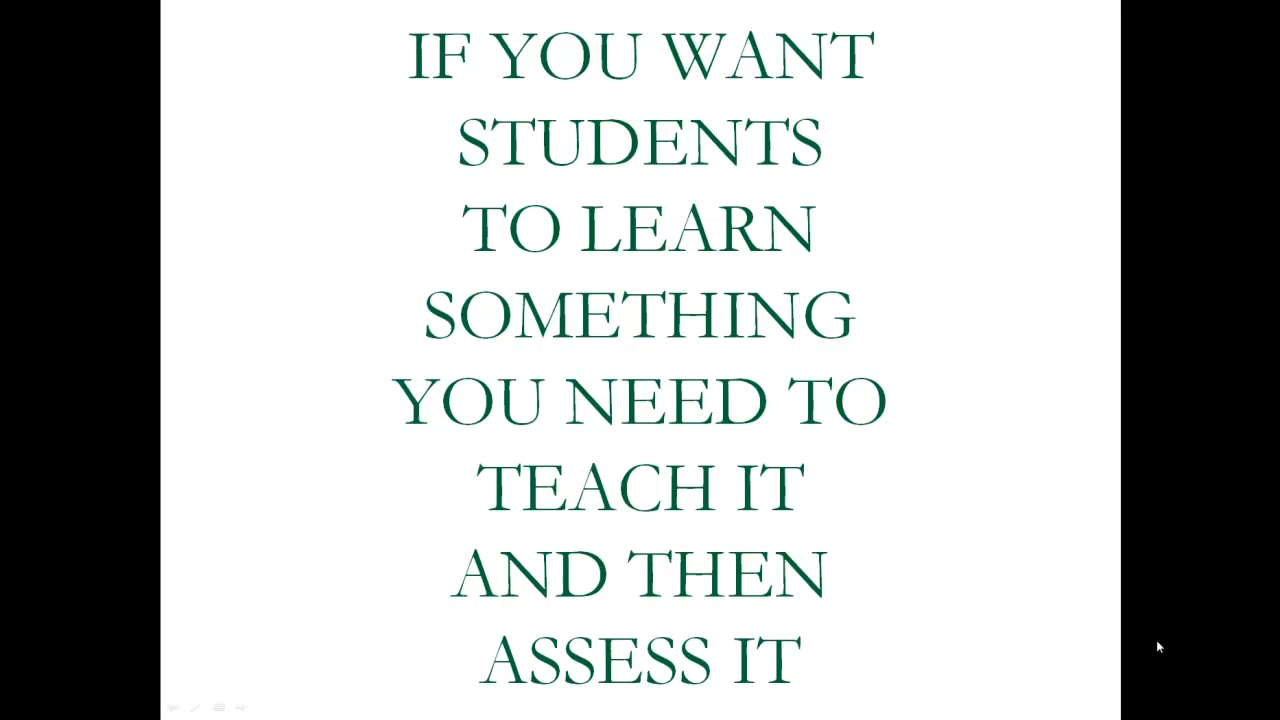 IF YOU WANT
STUDENTS
TO LEARN
SOMETHING
YOU NEED TO
TEACH IT
AND THEN
ASSESS IT